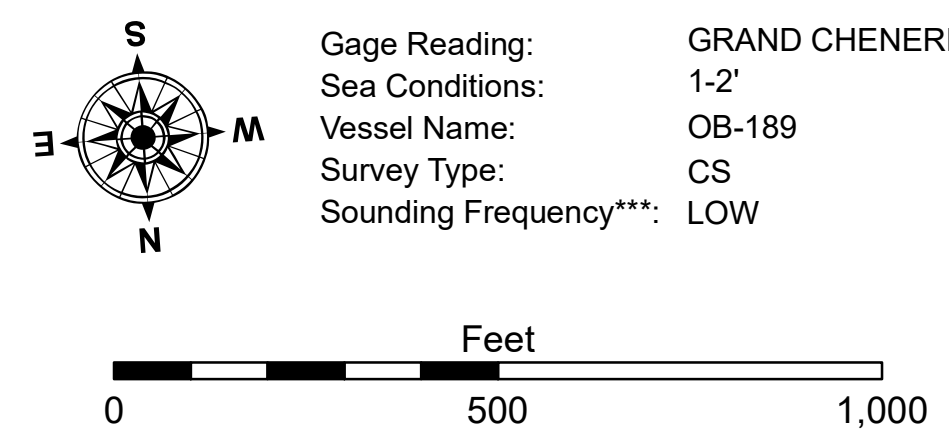 S
E
W
N
Gage Reading: GRAND CHENER
Sea Conditions: 1-2'
Vessel Name: OB-189
Survey Type: CS
Sounding Frequency***: LOW
Feet
0 500 1,000